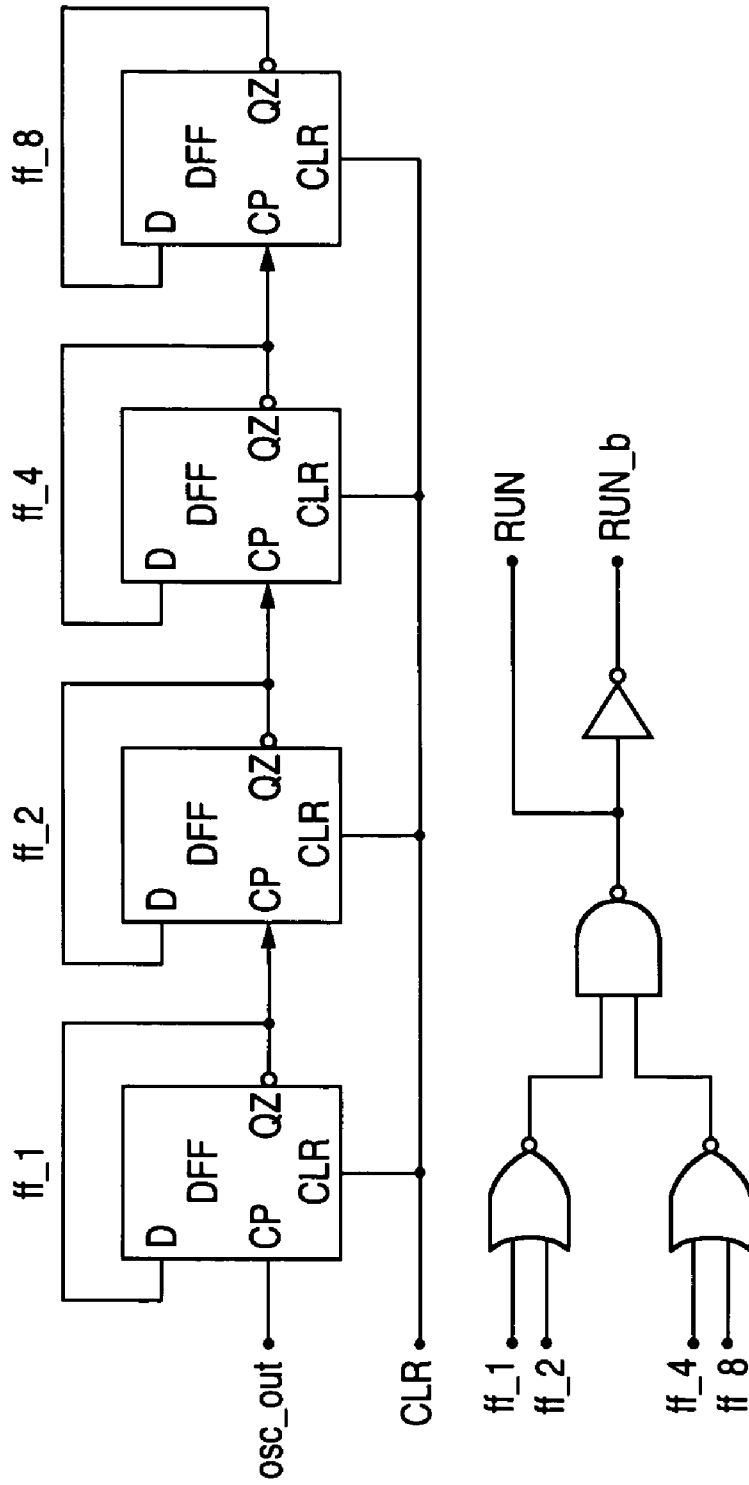 ff_1
ff_2
ff_4
ff_8
D
DFF
CP
QZ
CLR
D
DFF
CP
QZ
CLR
D
DFF
CP
QZ
CLR
D
DFF
CP
QZ
CLR
osc_out
CLR
ff_1
ff_2
ff_4
ff_8
RUN
RUN_b